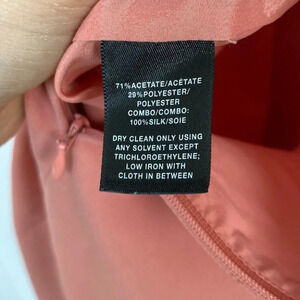 71%ACETATE/ACÉTATE
29%POLYESTER/
POLYESTER
COMBO/COMBO:
100%SILK/SOIE
DRY CLEAN ONLY USING
ANY SOLVENT EXCEPT
TRICHLOROETHYLENE;
LOW IRON WITH
CLOTH IN BETWEEN